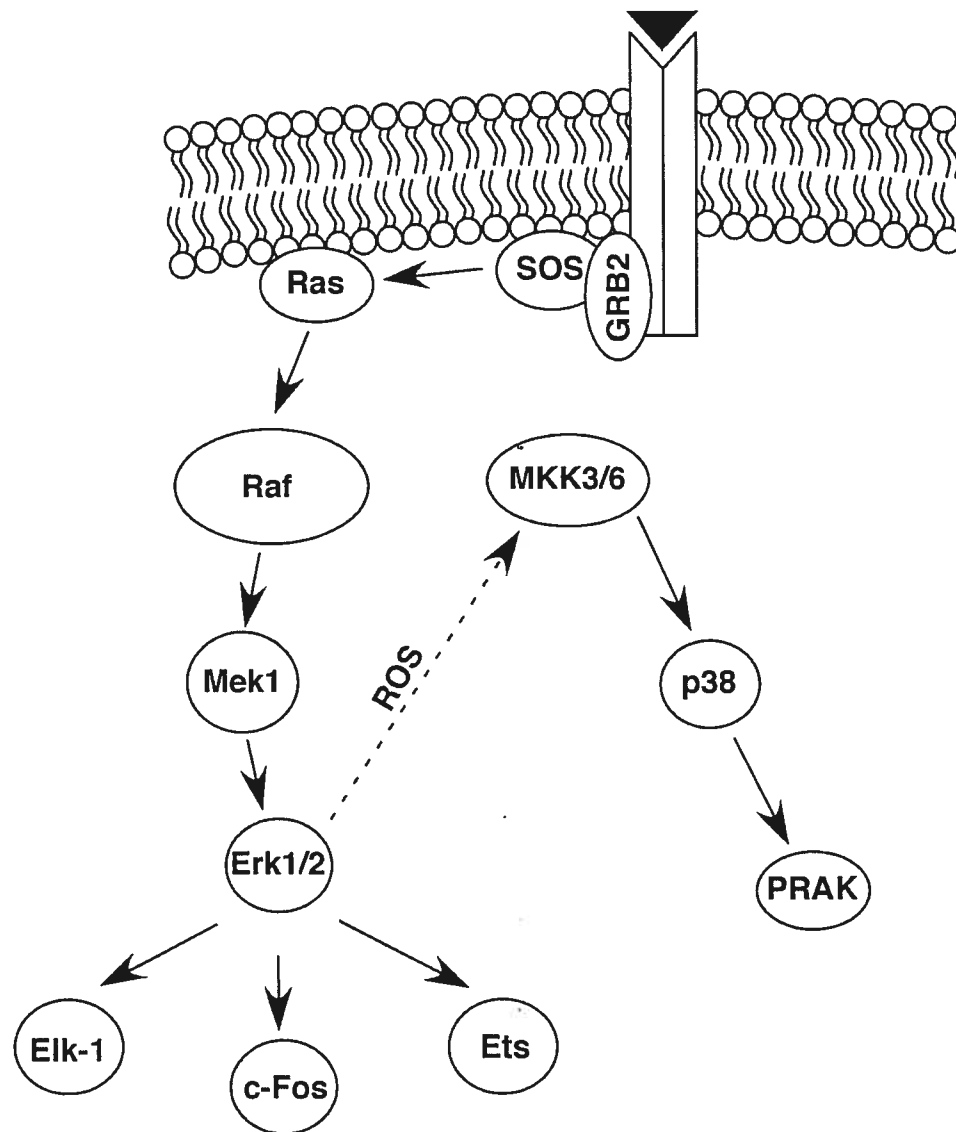 SOS
GRB2
Ras
Raf
MKK3/6
Mek1
ROS
p38
Erk1/2
PRAK
Elk-1
c-Fos
Ets